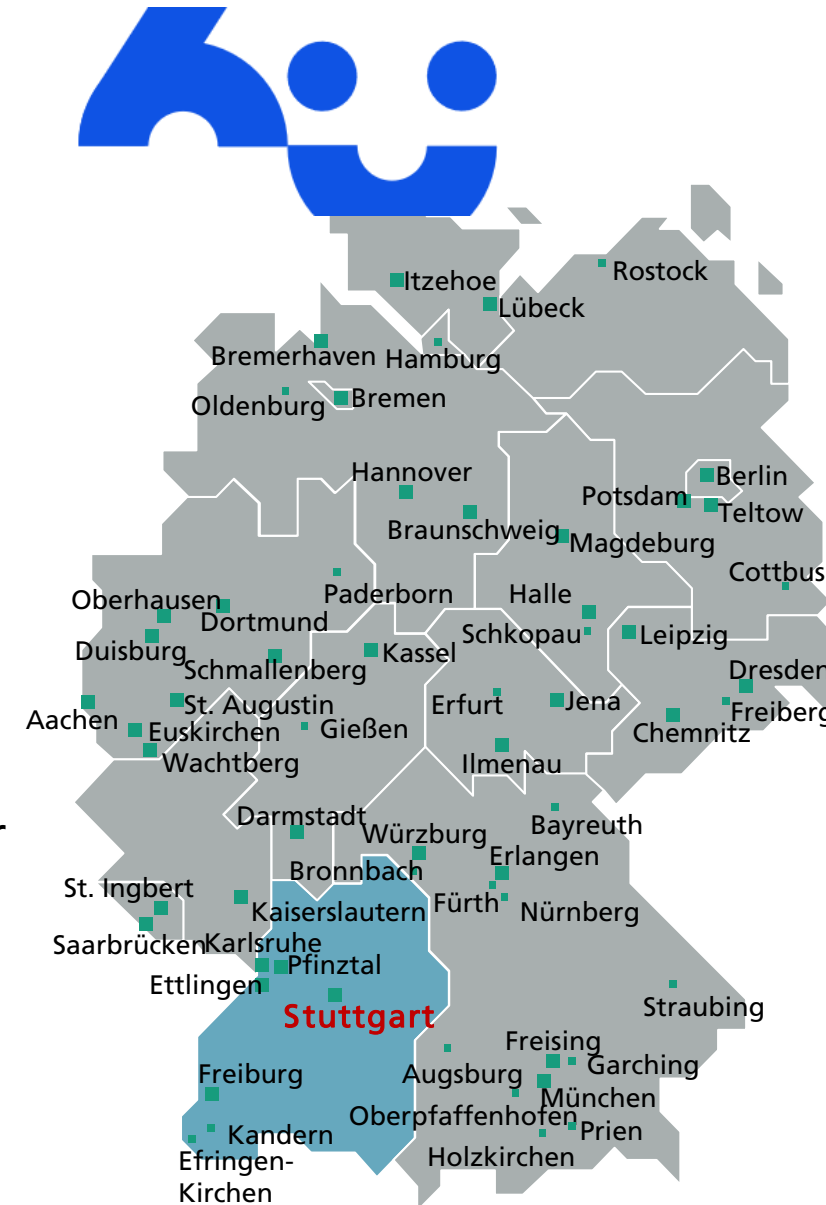 Itzehoe
Rostock
Lübeck
Bremerhaven
Hamburg
Oldenburg
Bremen
Hannover
Berlin
Potsdam
Teltow
Braunschweig
Magdeburg
Cottbus
Paderborn
Halle
Oberhausen
Dortmund
Schkopau
Leipzig
Duisburg
Schmallenberg
Kassel
Dresden
St. Augustin
Erfurt
Jena
Freiberg
Aachen
Euskirchen
Gießen
Chemnitz
Wachtberg
Ilmenau
Darmstadt
Würzburg
Bayreuth
r
Bronnbach
Erlangen
St. Ingbert
Kaiserslautern
Fürth
Nürnberg
Saarbrücken
Karlsruhe
Pfinztal
Ettlingen
Stuttgart
Straubing
Freising
Garching
Freiburg
Augsburg
München
Oberpfaffenhofen
Prien
Kandern
Holzkirchen
Efringen-
Kirchen